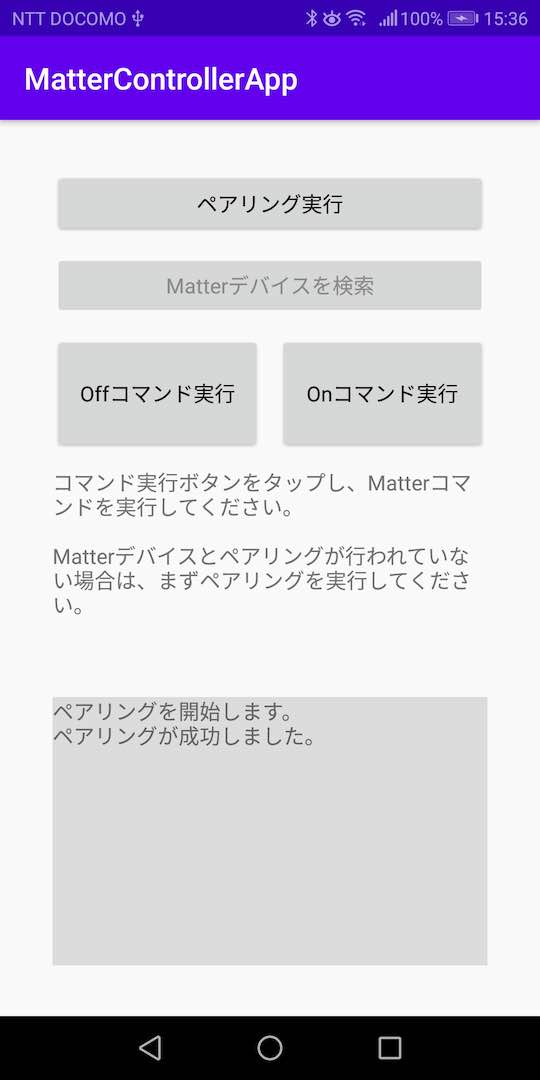 NTT DOCOMO 100% 15:36
MatterControllerApp
ペアリング実行
Matterデバイスを検索
Offコマンド実行 Onコマンド実行
コマンド実行ボタンをタップし、Matterコマ
ンドを実行してください。
Matterデバイスとペアリングが行われていな
い場合は、まずペアリングを実行してくださ
い。
ペアリングを開始します。
ペアリングが成功しました。